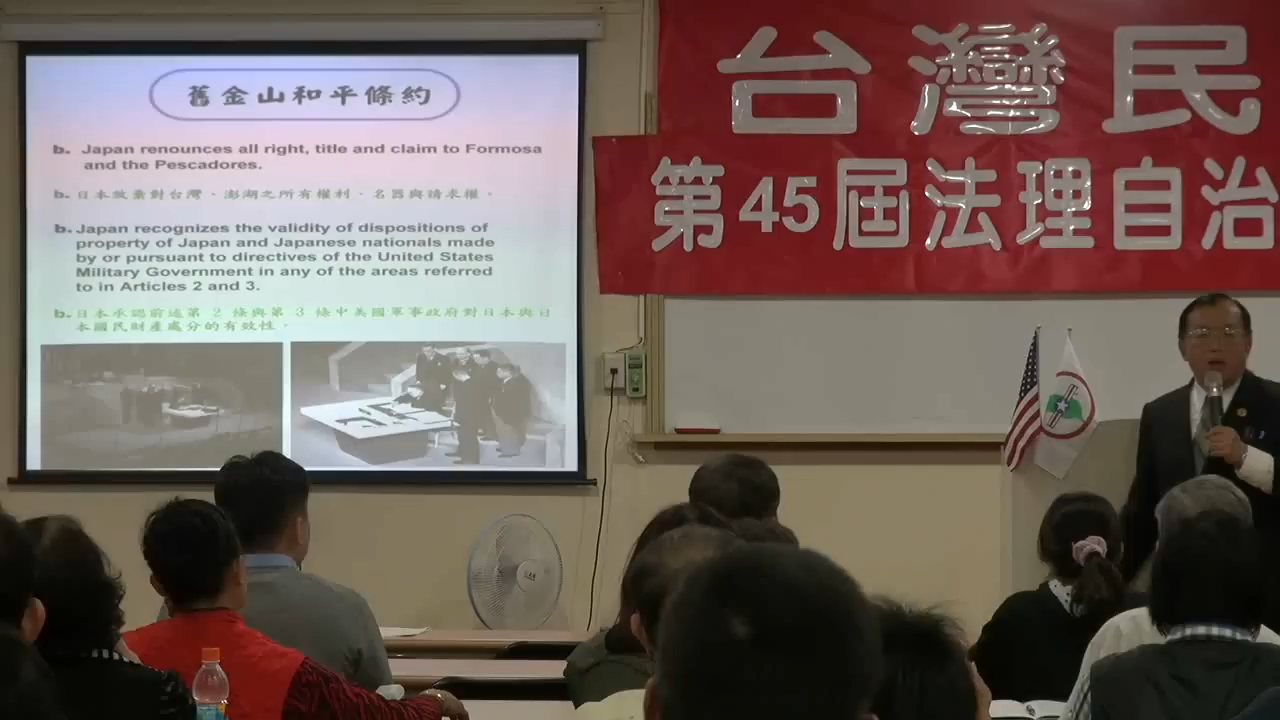 舊金山和平條約
b. Japan renounces all right, title and claim to Formosa
and the Pescadores.
b. 日本放棄對台灣、澎湖之所有權利、名器與請求權。
b. Japan recognizes the validity of dispositions of
property of Japan and Japanese nationals made
by or pursuant to directives of the United States
Military Government in any of the areas referred
to in Articles 2 and 3.
b. 日本承認前述第 2 條與第 3 條中美國軍事政府對日本與日
本國民財產處分的有效性。
台灣民
第45屆法理自治